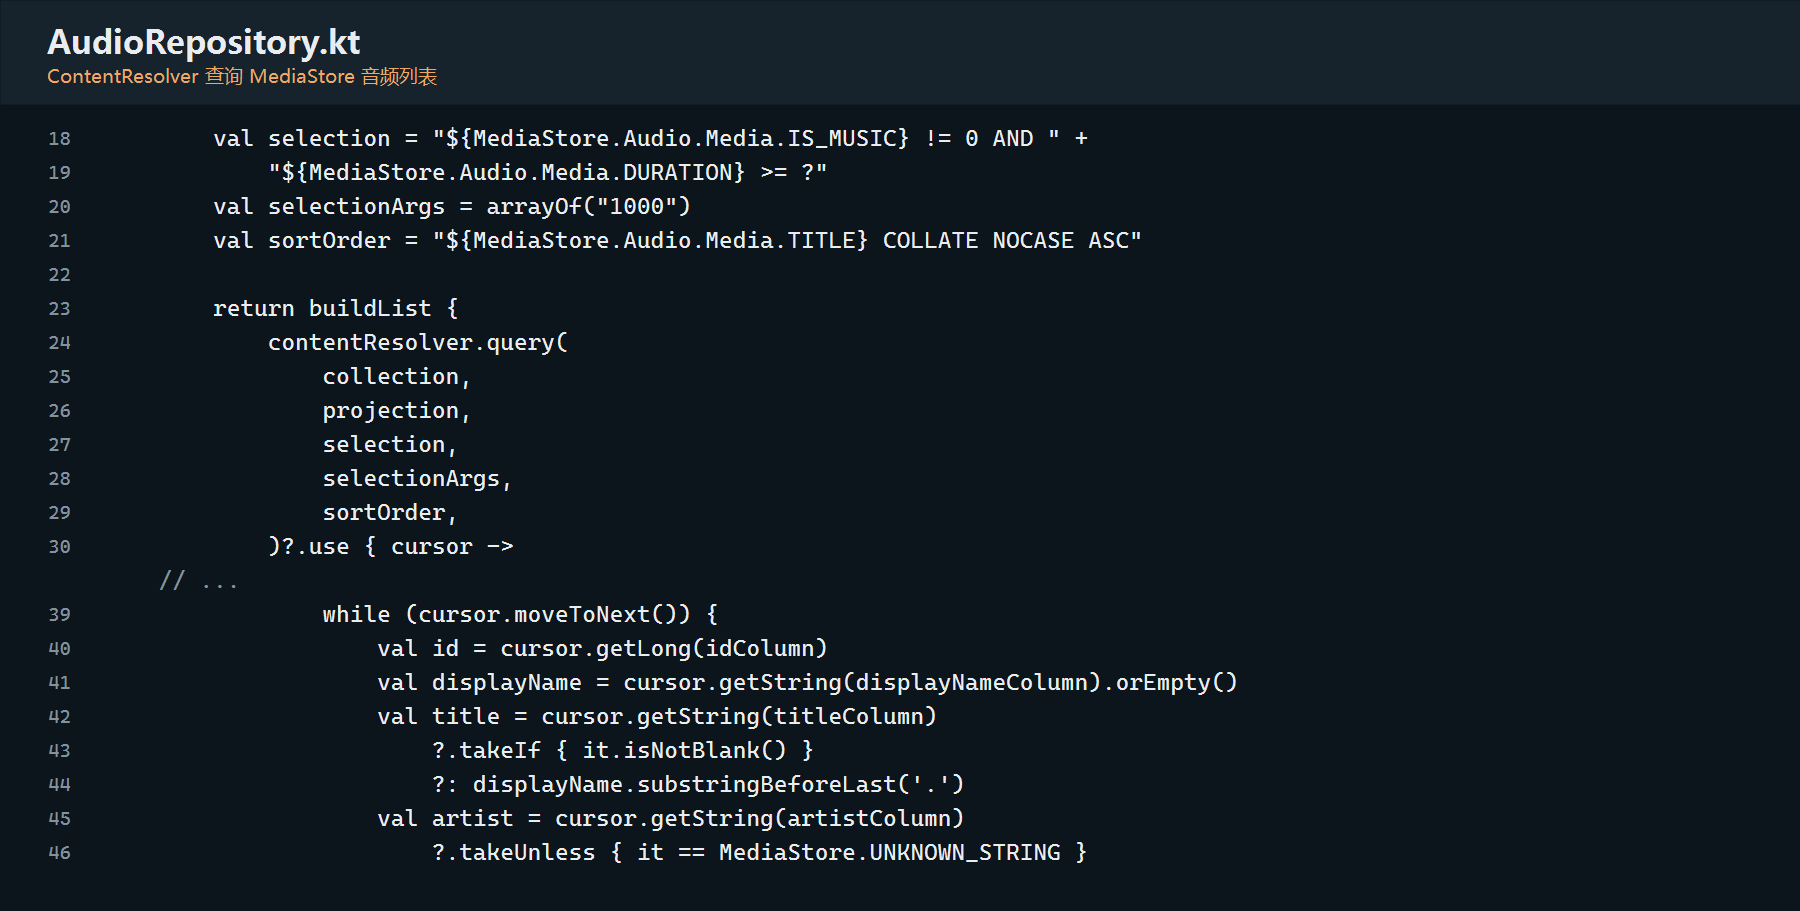 AudioRepository.kt
ContentResolver 查询 MediaStore 音频列表
18 val selection = "${MediaStore.Audio.Media.IS_MUSIC} != 0 AND " +
19 "${MediaStore.Audio.Media.DURATION} >= ?"
20 val selectionArgs = arrayOf("1000")
21 val sortOrder = "${MediaStore.Audio.Media.TITLE} COLLATE NOCASE ASC"
22
23 return buildList {
24 contentResolver.query(
25 collection,
26 projection,
27 selection,
28 selectionArgs,
29 sortOrder,
30 )?.use { cursor ->
// ...
39 while (cursor.moveToNext()) {
40 val id = cursor.getLong(idColumn)
41 val displayName = cursor.getString(displayNameColumn).orEmpty()
42 val title = cursor.getString(titleColumn)
43 ?.takeIf { it.isNotBlank() }
44 ?: displayName.substringBeforeLast('.')
45 val artist = cursor.getString(artistColumn)
46 ?.takeUnless { it == MediaStore.UNKNOWN_STRING }